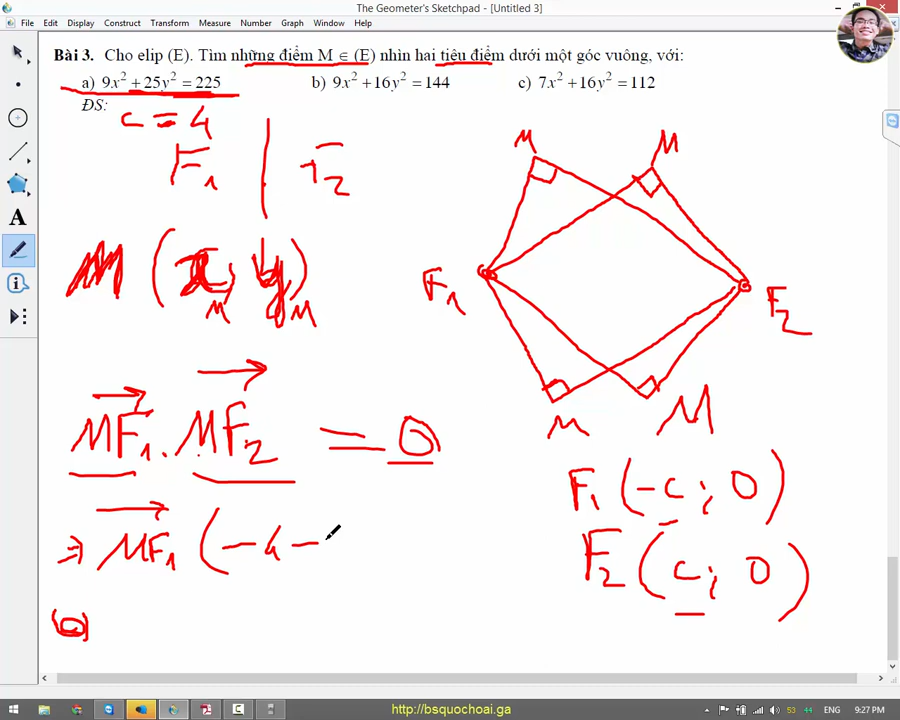 The Geometer's Sketchpad - [Untitled 3]
File Edit Display Construct Transform Measure Number Graph Window Help
Bài 3. Cho elip (E). Tìm những điểm M ∈ (E) nhìn hai tiêu điểm dưới một góc vuông, với:
a) 9x² + 25y² = 225 b) 9x² + 16y² = 144 c) 7x² + 16y² = 112
ĐS:
c = 4
F₁ F₂
M (x_M ; y_M)
M M
F₁ F₂
M M
MF₁ . MF₂ = 0
F₁ (-c ; 0)
⇒ MF₁ (-4 -
F₂ (c ; 0)
A
http://bsquochoai.ga
53 44 ENG 9:27 PM